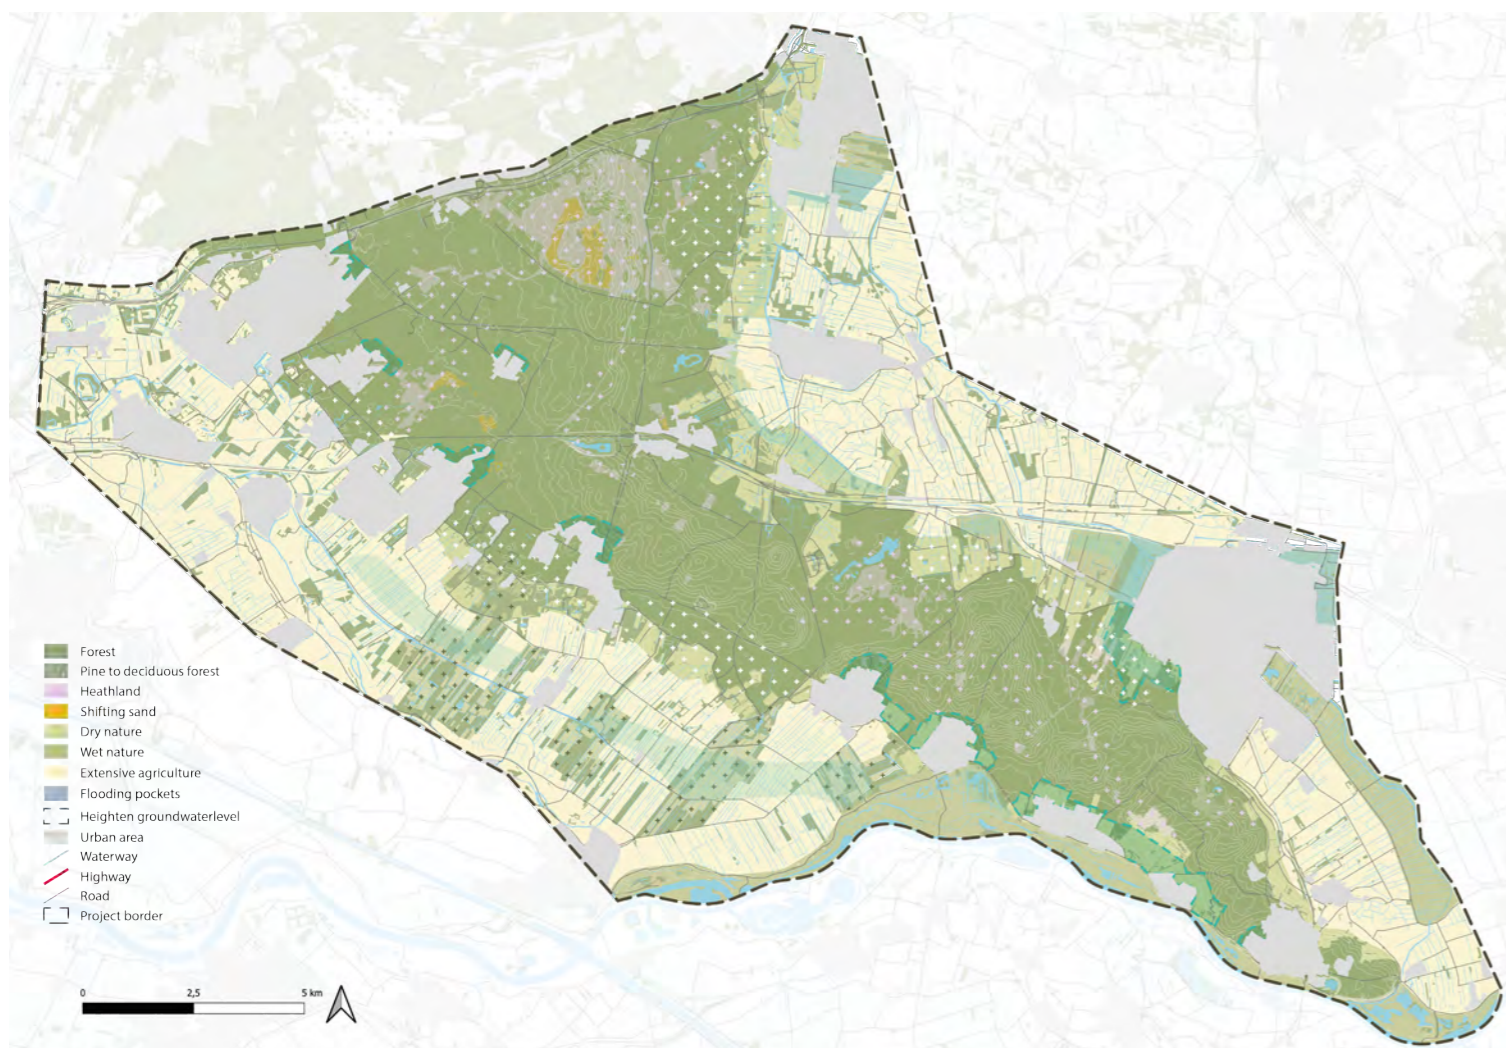 Forest
Pine to deciduous forest
Heathland
Shifting sand
Dry nature
Wet nature
Extensive agriculture
Flooding pockets
Heighten groundwaterlevel
Urban area
Waterway
Highway
Road
Project border
0 2,5 5 km